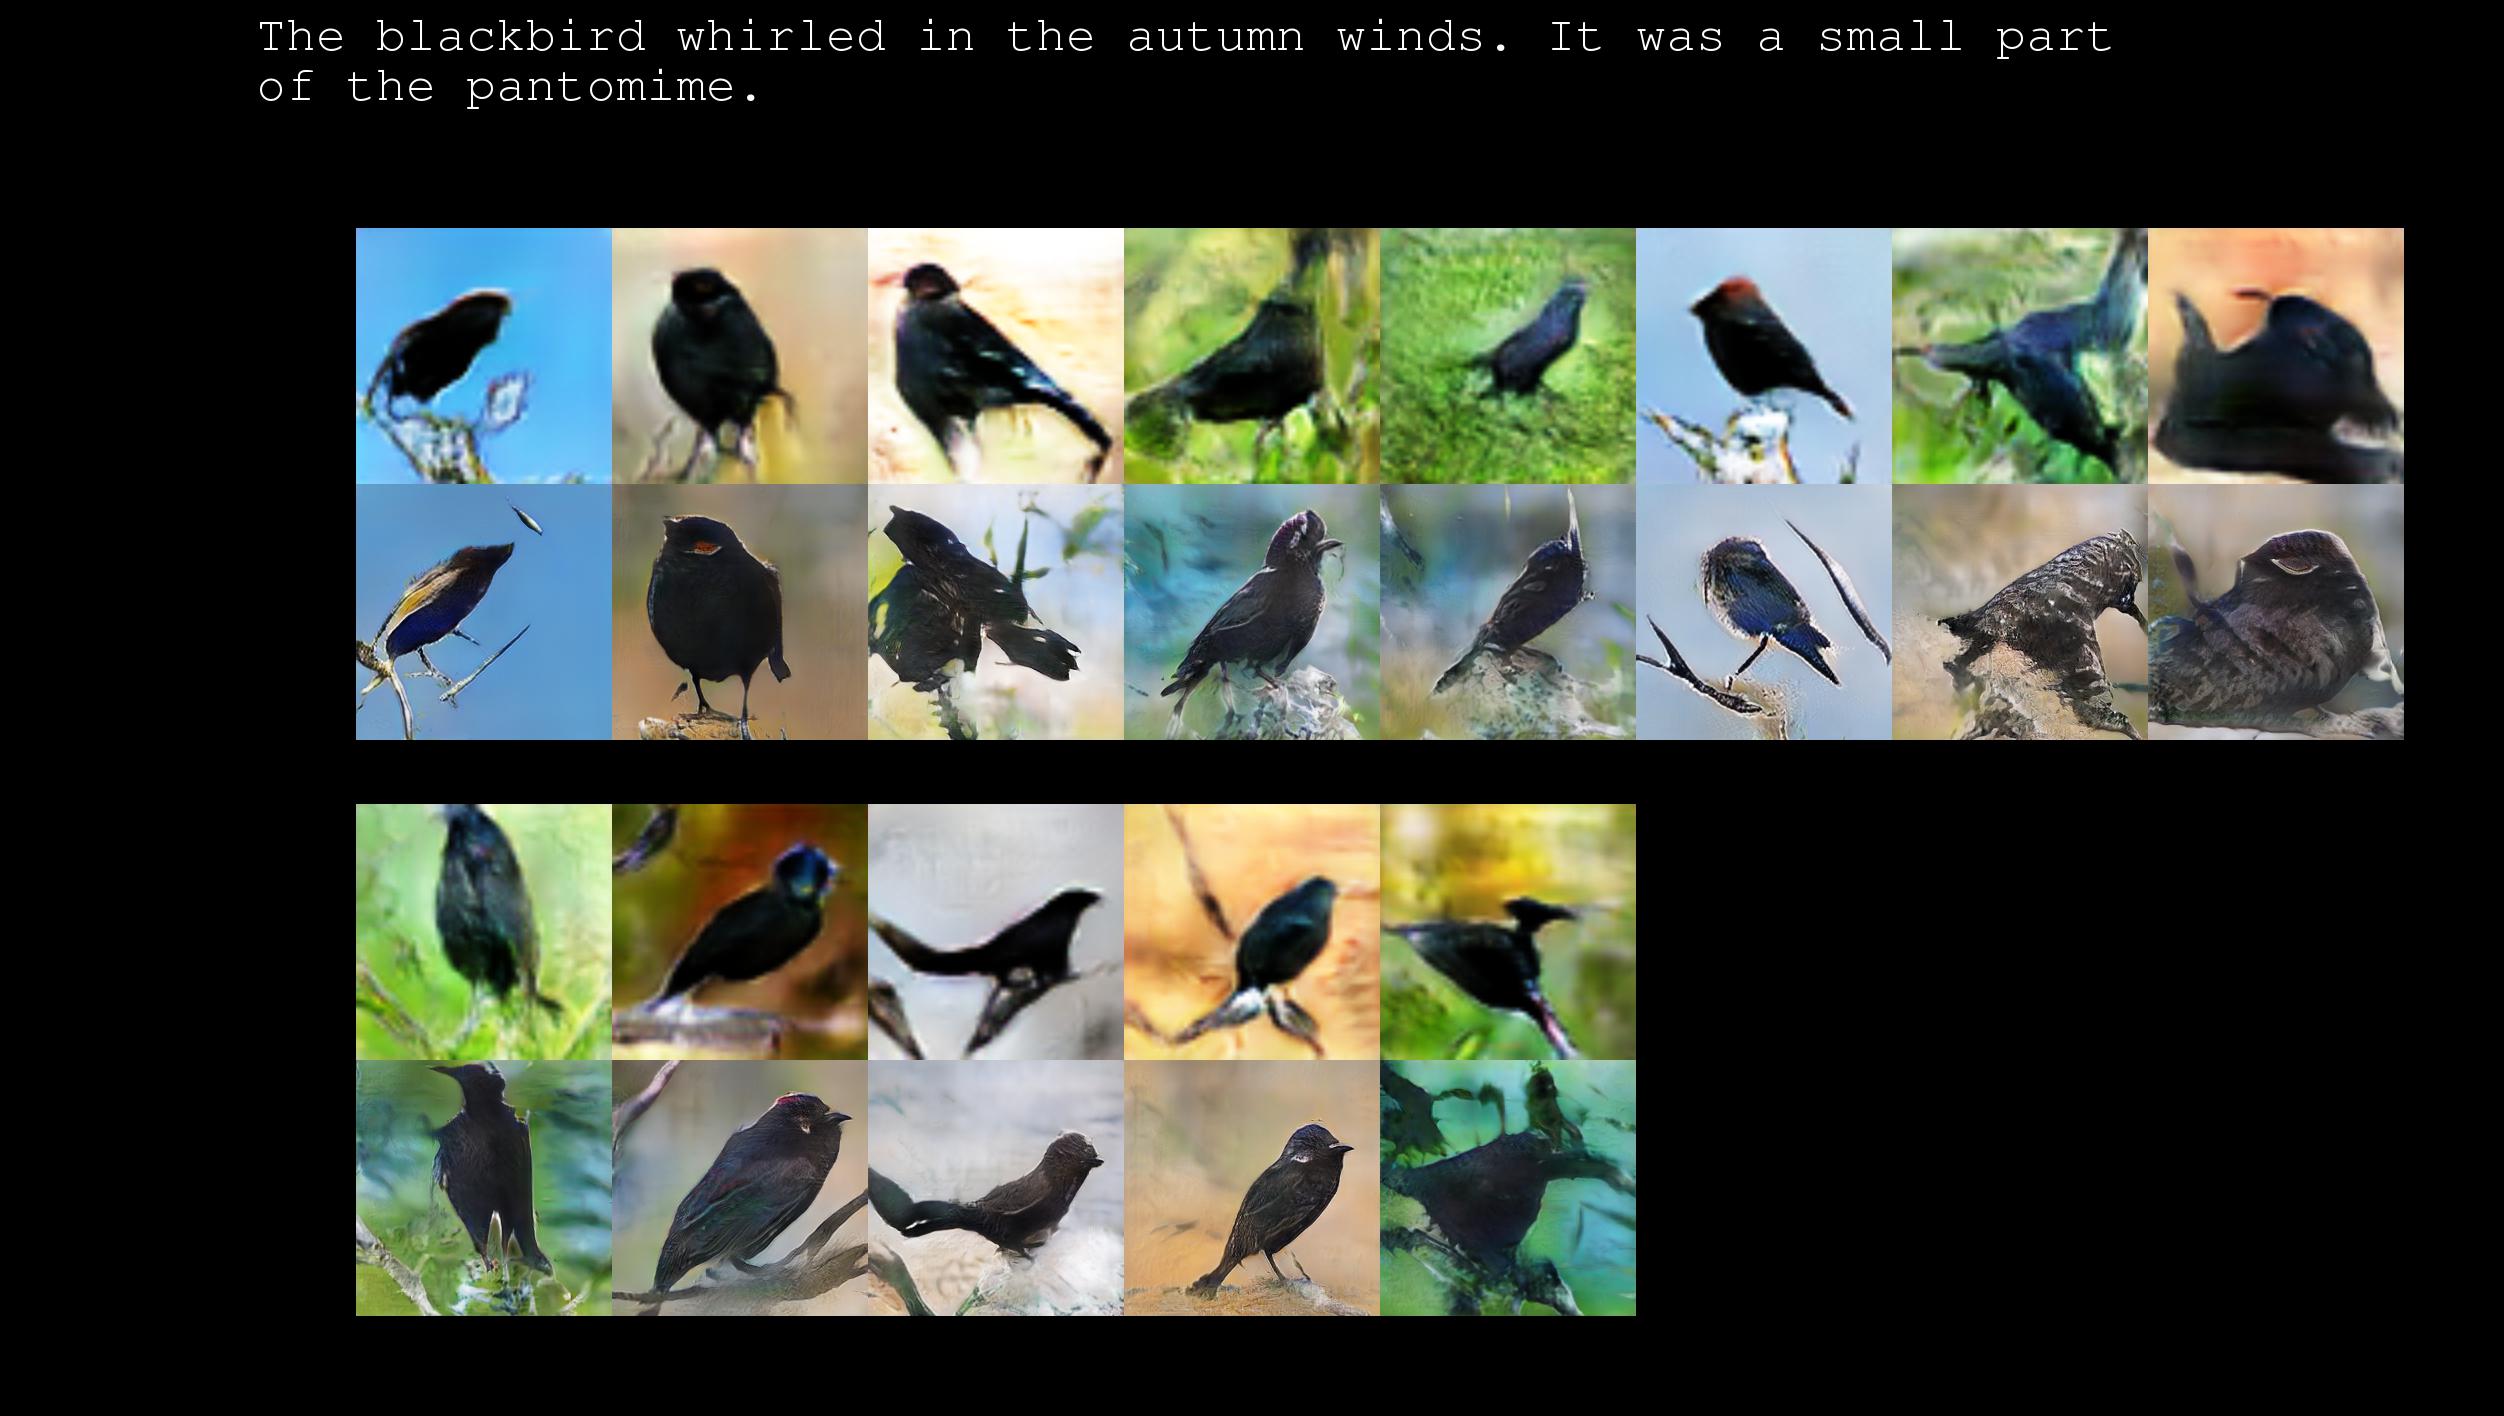 The blackbird whirled in the autumn winds. It was a small part
of the pantomime.